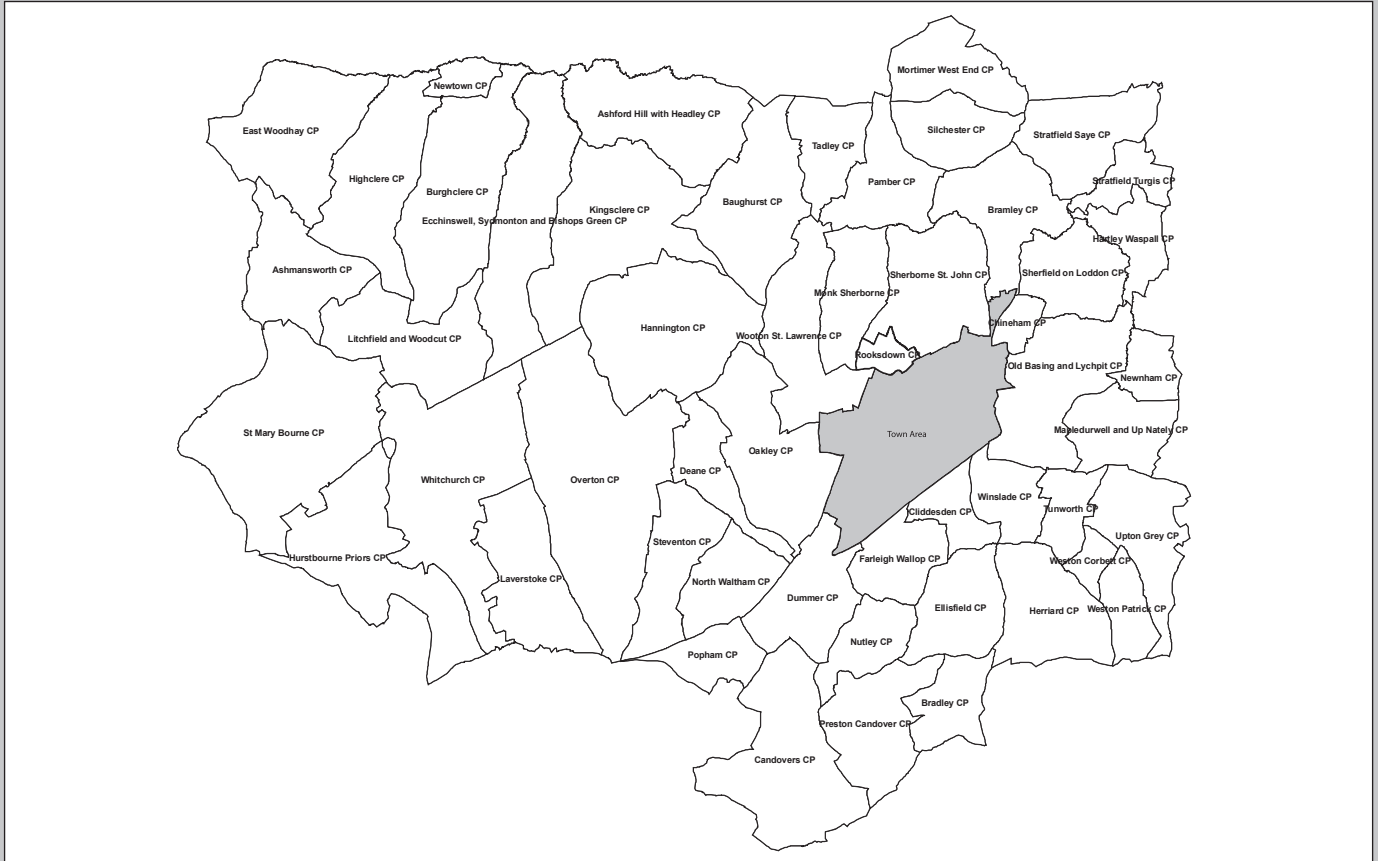 Mortimer West End CP
Newtown CP
Ashford Hill with Headley CP
East Woodhay CP
Silchester CP
Stratfield Saye CP
Tadley CP
Highclere CP
Pamber CP
Stratfield Turgis CP
Burghclere CP
Baughurst CP
Kingsclere CP
Bramley CP
Ecchinswell, Sydmonton and Bishops Green CP
Hartley Waspall CP
Ashmansworth CP
Sherborne St. John CP
Sherfield on Loddon CP
Monk Sherborne CP
Chineham CP
Hannington CP
Wooton St. Lawrence CP
Litchfield and Woodcut CP
Rooksdown CP
Old Basing and Lychpit CP
Newnham CP
Mapledurwell and Up Nately CP
St Mary Bourne CP
Town Area
Oakley CP
Deane CP
Whitchurch CP
Overton CP
Winslade CP
Tunworth CP
Cliddesden CP
Upton Grey CP
Steventon CP
Hurstbourne Priors CP
Farleigh Wallop CP
Weston Corbett CP
Laverstoke CP
North Waltham CP
Dummer CP
Ellisfield CP
Herriard CP
Weston Patrick CP
Nutley CP
Popham CP
Bradley CP
Preston Candover CP
Candovers CP